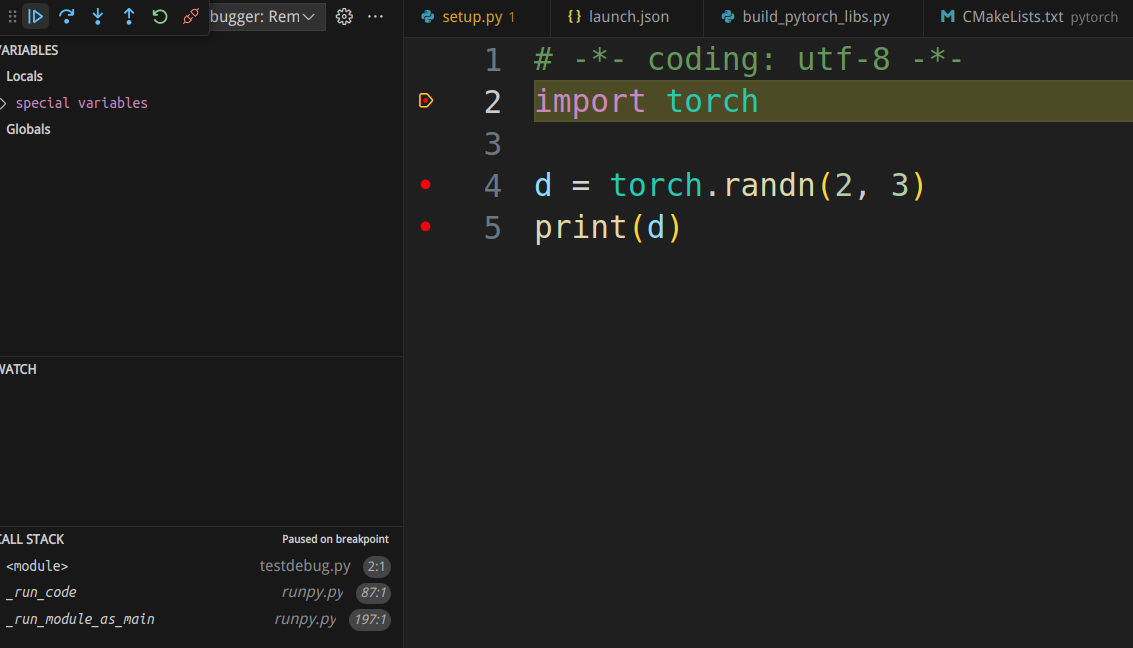 bugger: Rem
setup.py 1
launch.json
build_pytorch_libs.py
CMakeLists.txt pytorch
ARIABLES
Locals
special variables
Globals
WATCH
CALL STACK Paused on breakpoint
<module> testdebug.py 2:1
_run_code runpy.py 87:1
_run_module_as_main runpy.py 197:1
1 # -*- coding: utf-8 -*-
2 import torch
3
4 d = torch.randn(2, 3)
5 print(d)